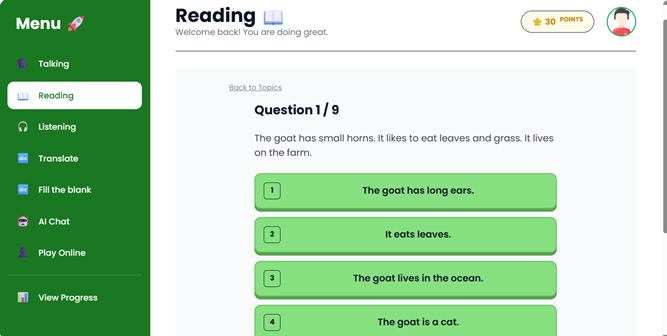 Menu 🚀
Talking
Reading
Listening
Translate
Fill the blank
AI Chat
Play Online
View Progress
Reading 📖
Welcome back! You are doing great.
30 POINTS
Back to Topics
Question 1 / 9
The goat has small horns. It likes to eat leaves and grass. It lives
on the farm.
1 The goat has long ears.
2 It eats leaves.
3 The goat lives in the ocean.
4 The goat is a cat.